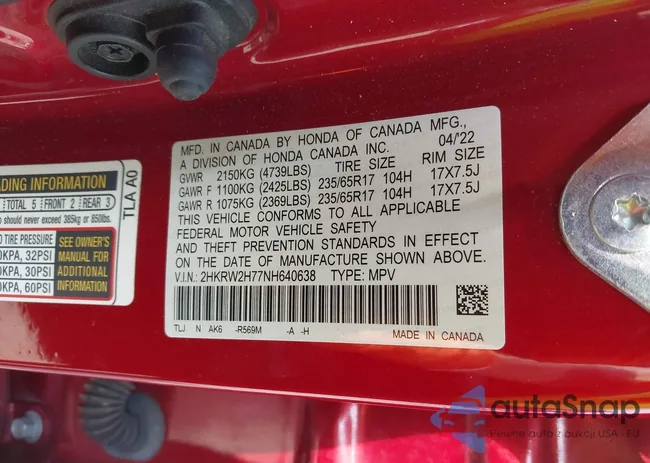 MFD. IN CANADA BY HONDA OF CANADA MFG.,
A DIVISION OF HONDA CANADA INC. 04/'22
GVWR 2150KG (4739LBS) TIRE SIZE RIM SIZE
GAWR F 1100KG (2425LBS) 235/65R17 104H 17X7.5J
GAWR R 1075KG (2369LBS) 235/65R17 104H 17X7.5J
THIS VEHICLE CONFORMS TO ALL APPLICABLE
FEDERAL MOTOR VEHICLE SAFETY
AND THEFT PREVENTION STANDARDS IN EFFECT
ON THE DATE OF MANUFACTURE SHOWN ABOVE.
V.I.N.: 2HKRW2H77NH640638 TYPE: MPV
TLJ N AK6 -R569M -A -H
MADE IN CANADA
ADING INFORMATION
TOTAL 5 FRONT 2 REAR 3
should never exceed 385kg or 850lbs.
TIRE PRESSURE
KPA, 32PSI
KPA, 30PSI
KPA, 60PSI
SEE OWNER'S
MANUAL FOR
ADDITIONAL
INFORMATION
TLA A0
autoSnap
Pewne auta z aukcji USA - EU